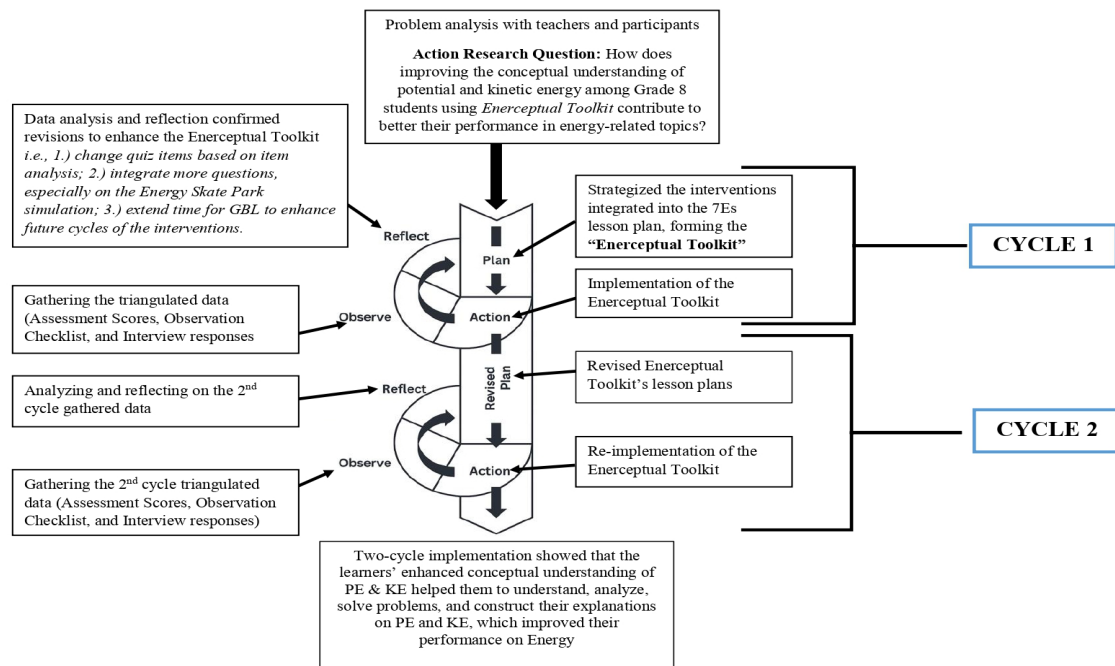 Problem analysis with teachers and participants
Action Research Question: How does
improving the conceptual understanding of
potential and kinetic energy among Grade 8
students using Enerceptual Toolkit contribute to
better their performance in energy-related topics?
Data analysis and reflection confirmed
revisions to enhance the Enerceptual Toolkit
i.e., 1.) change quiz items based on item
analysis; 2.) integrate more questions,
especially on the Energy Skate Park
simulation; 3.) extend time for GBL to enhance
future cycles of the interventions.
Strategized the interventions
integrated into the 7Es
lesson plan, forming the
“Enerceptual Toolkit”
CYCLE 1
Reflect
Plan
Implementation of the
Enerceptual Toolkit
Gathering the triangulated data
(Assessment Scores, Observation
Checklist, and Interview responses
Observe
Action
Revised
Plan
Revised Enerceptual
Toolkit’s lesson plans
Analyzing and reflecting on the 2nd
cycle gathered data
Reflect
CYCLE 2
Re-implementation of the
Enerceptual Toolkit
Observe
Action
Gathering the 2nd cycle triangulated
data (Assessment Scores, Observation
Checklist, and Interview responses)
Two-cycle implementation showed that the
learners’ enhanced conceptual understanding of
PE & KE helped them to understand, analyze,
solve problems, and construct their explanations
on PE and KE, which improved their
performance on Energy